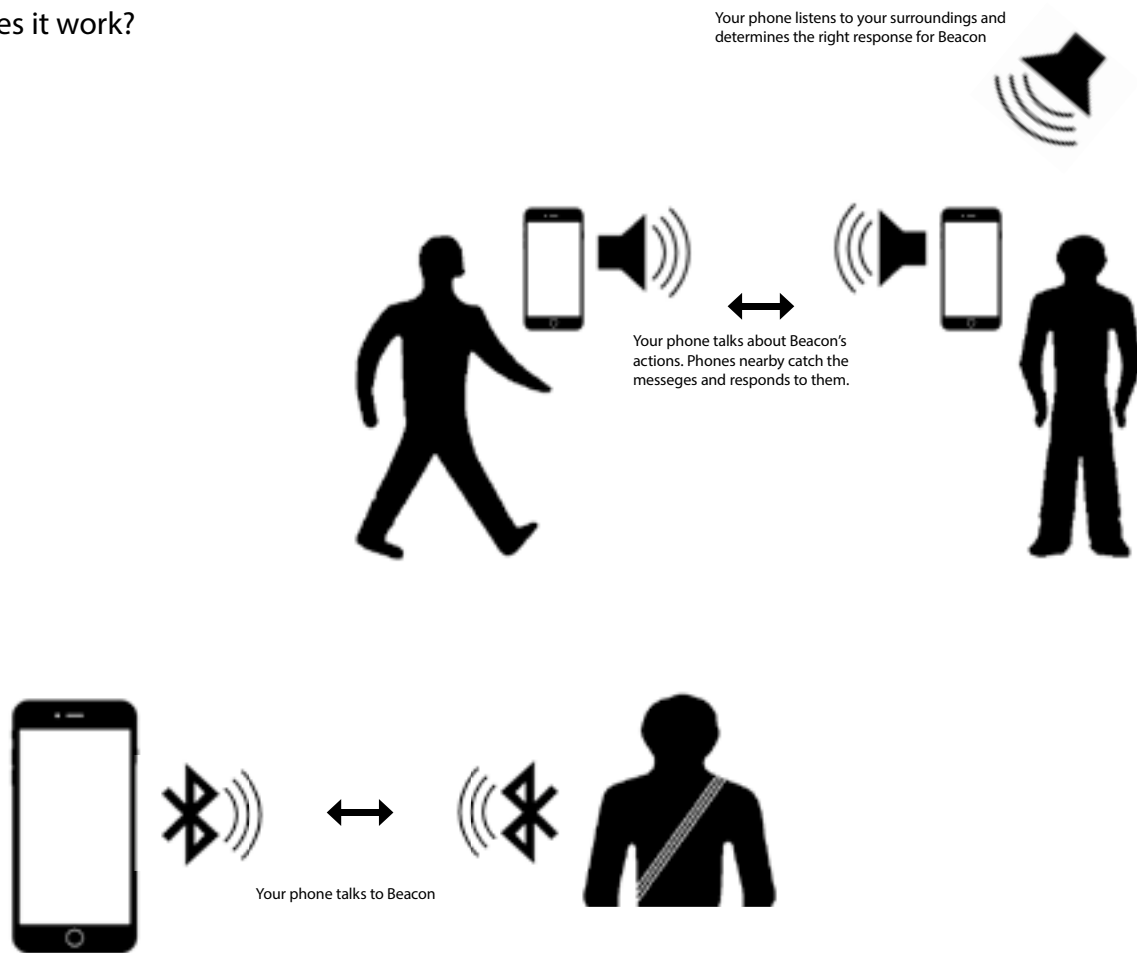 es it work?
Your phone listens to your surroundings and
determines the right response for Beacon
Your phone talks about Beacon’s
actions. Phones nearby catch the
messeges and responds to them.
Your phone talks to Beacon